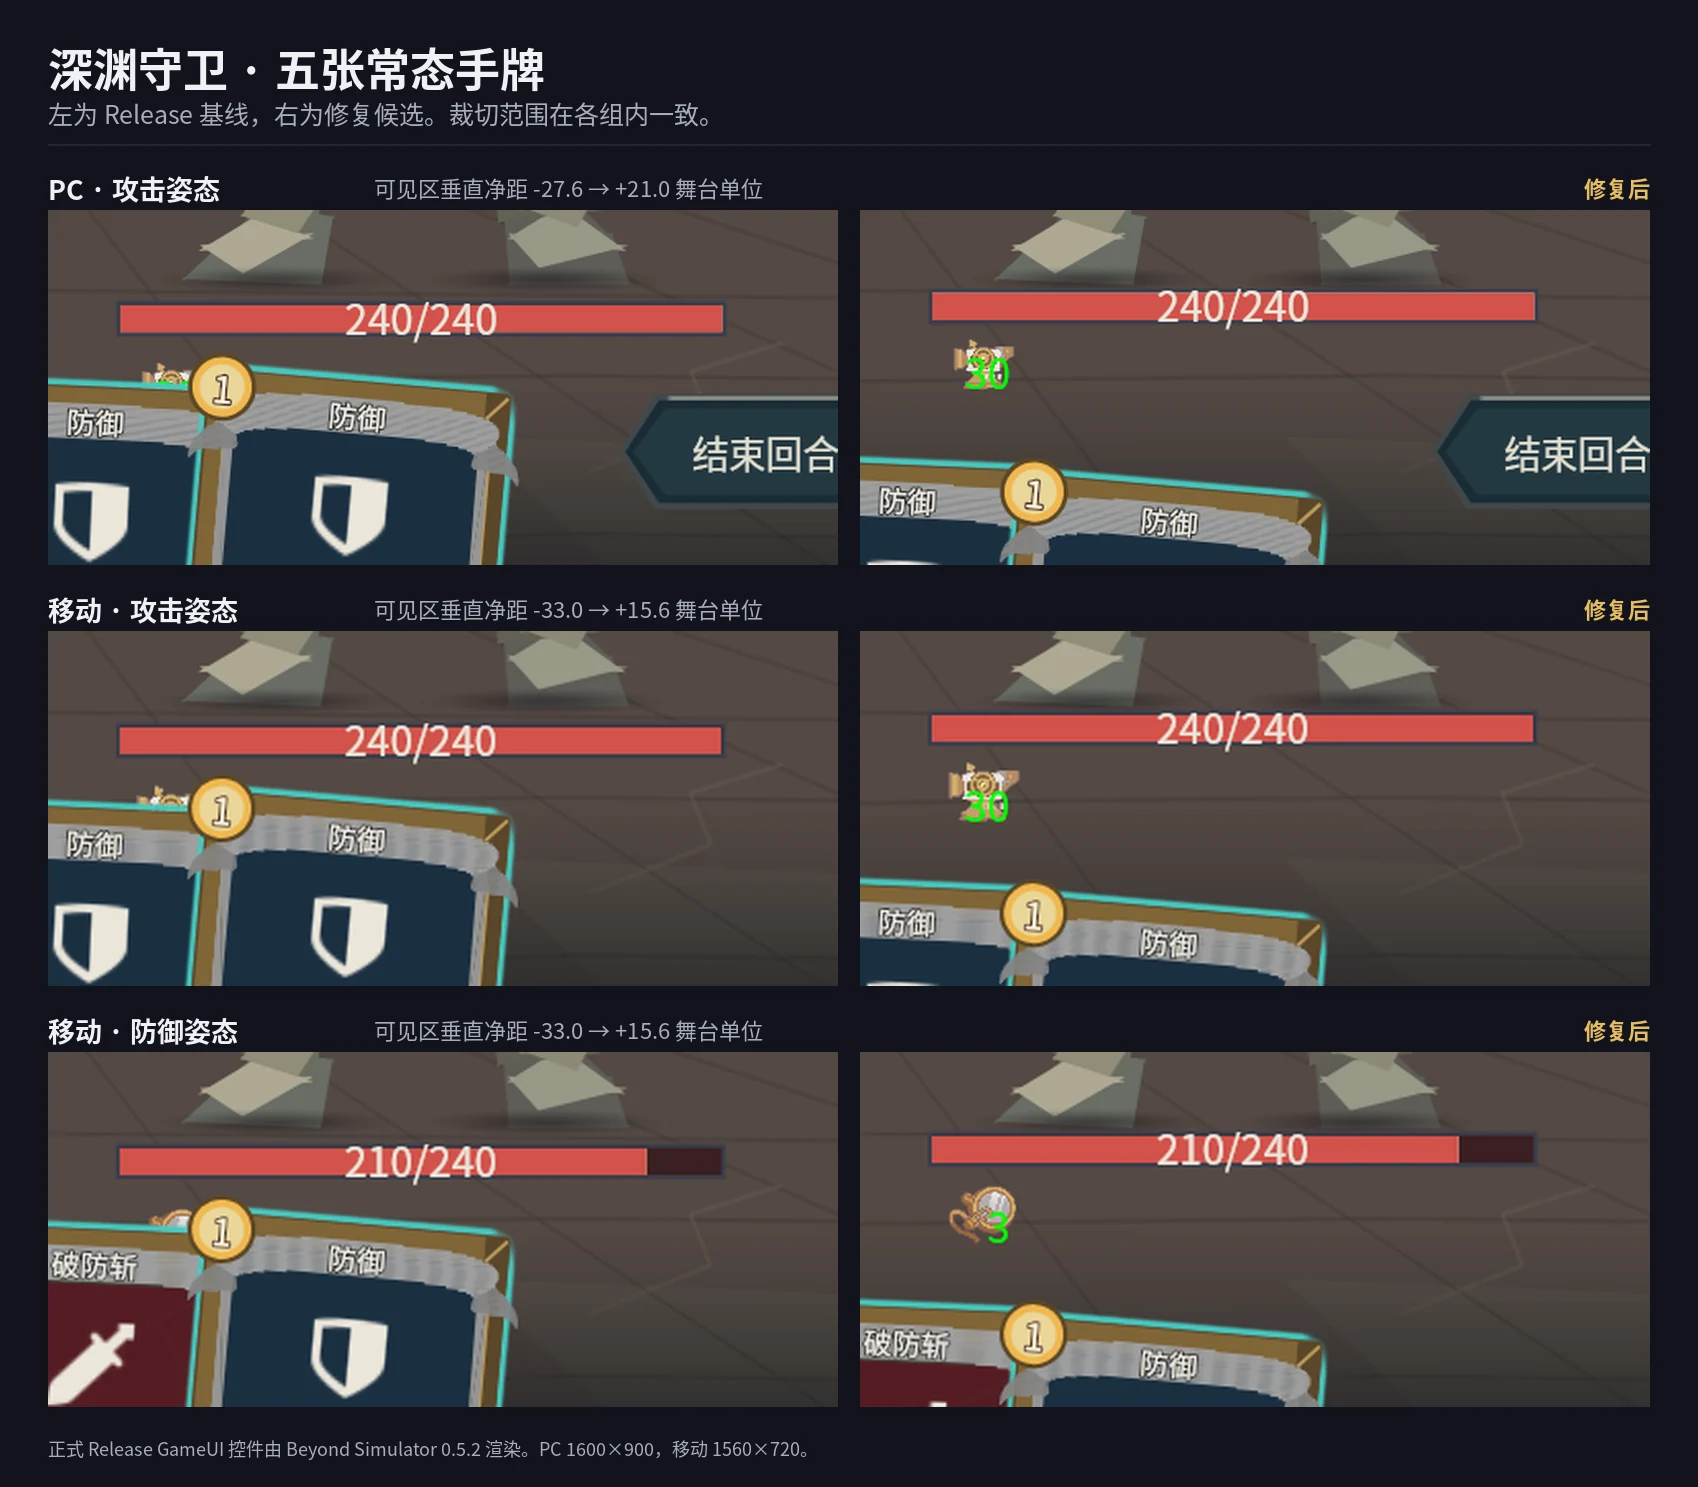 深渊守卫 · 五张常态手牌
左为 Release 基线，右为修复候选。裁切范围在各组内一致。
PC · 攻击姿态
可见区垂直净距 -27.6 → +21.0 舞台单位
修复后
240/240
1
防御
防御
结束回合
240/240
30
1
防御
防御
结束回合
移动 · 攻击姿态
可见区垂直净距 -33.0 → +15.6 舞台单位
修复后
240/240
1
防御
防御
240/240
30
1
防御
防御
移动 · 防御姿态
可见区垂直净距 -33.0 → +15.6 舞台单位
修复后
210/240
1
破防斩
防御
210/240
3
1
破防斩
防御
正式 Release GameUI 控件由 Beyond Simulator 0.5.2 渲染。PC 1600×900，移动 1560×720。